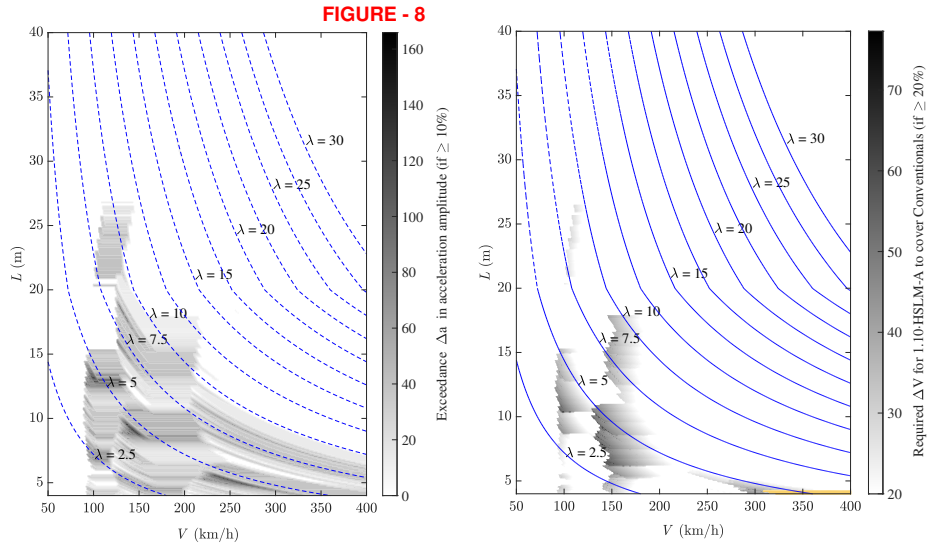 FIGURE - 8
40
35
30
25
20
15
10
5
L (m)
50 100 150 200 250 300 350 400
V (km/h)
λ = 30
λ = 25
λ = 20
λ = 15
λ = 10
λ = 7.5
λ = 5
λ = 2.5
160
140
120
100
80
60
40
20
0
Exceedance Δa in acceleration amplitude (if ≥ 10%)
40
35
30
25
20
15
10
5
L (m)
50 100 150 200 250 300 350 400
V (km/h)
λ = 30
λ = 25
λ = 20
λ = 15
λ = 10
λ = 7.5
λ = 5
λ = 2.5
70
60
50
40
30
20
Required ΔV for 1.10·HSLM-A to cover Conventionals (if ≥ 20%)